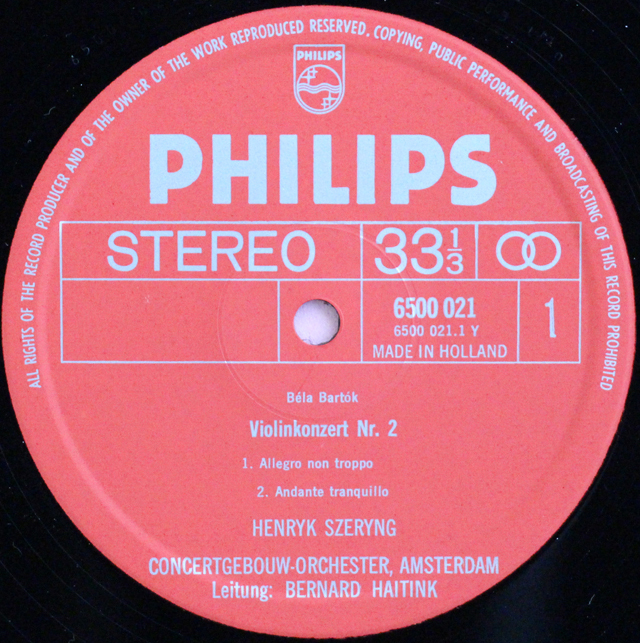 ALL RIGHTS OF THE RECORD PRODUCER AND OF THE OWNER OF THE WORK REPRODUCED RESERVED. COPYING, PUBLIC PERFORMANCE AND BROADCASTING OF THIS RECORD PROHIBITED
PHILIPS
PHILIPS
STEREO 33⅓
6500 021
6500 021.1 Y
1
MADE IN HOLLAND
Béla Bartók
Violinkonzert Nr. 2
1. Allegro non troppo
2. Andante tranquillo
HENRYK SZERYNG
CONCERTGEBOUW-ORCHESTER, AMSTERDAM
Leitung: BERNARD HAITINK